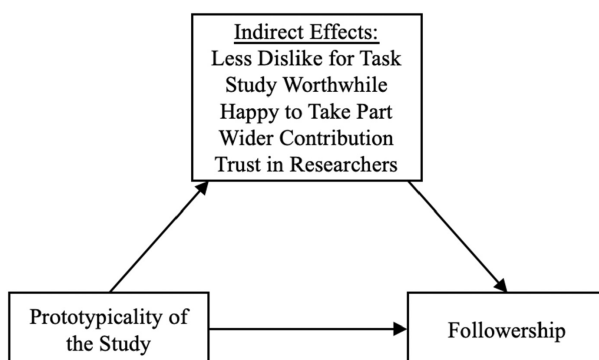 Indirect Effects:
Less Dislike for Task
Study Worthwhile
Happy to Take Part
Wider Contribution
Trust in Researchers
Prototypicality of
the Study
Followership